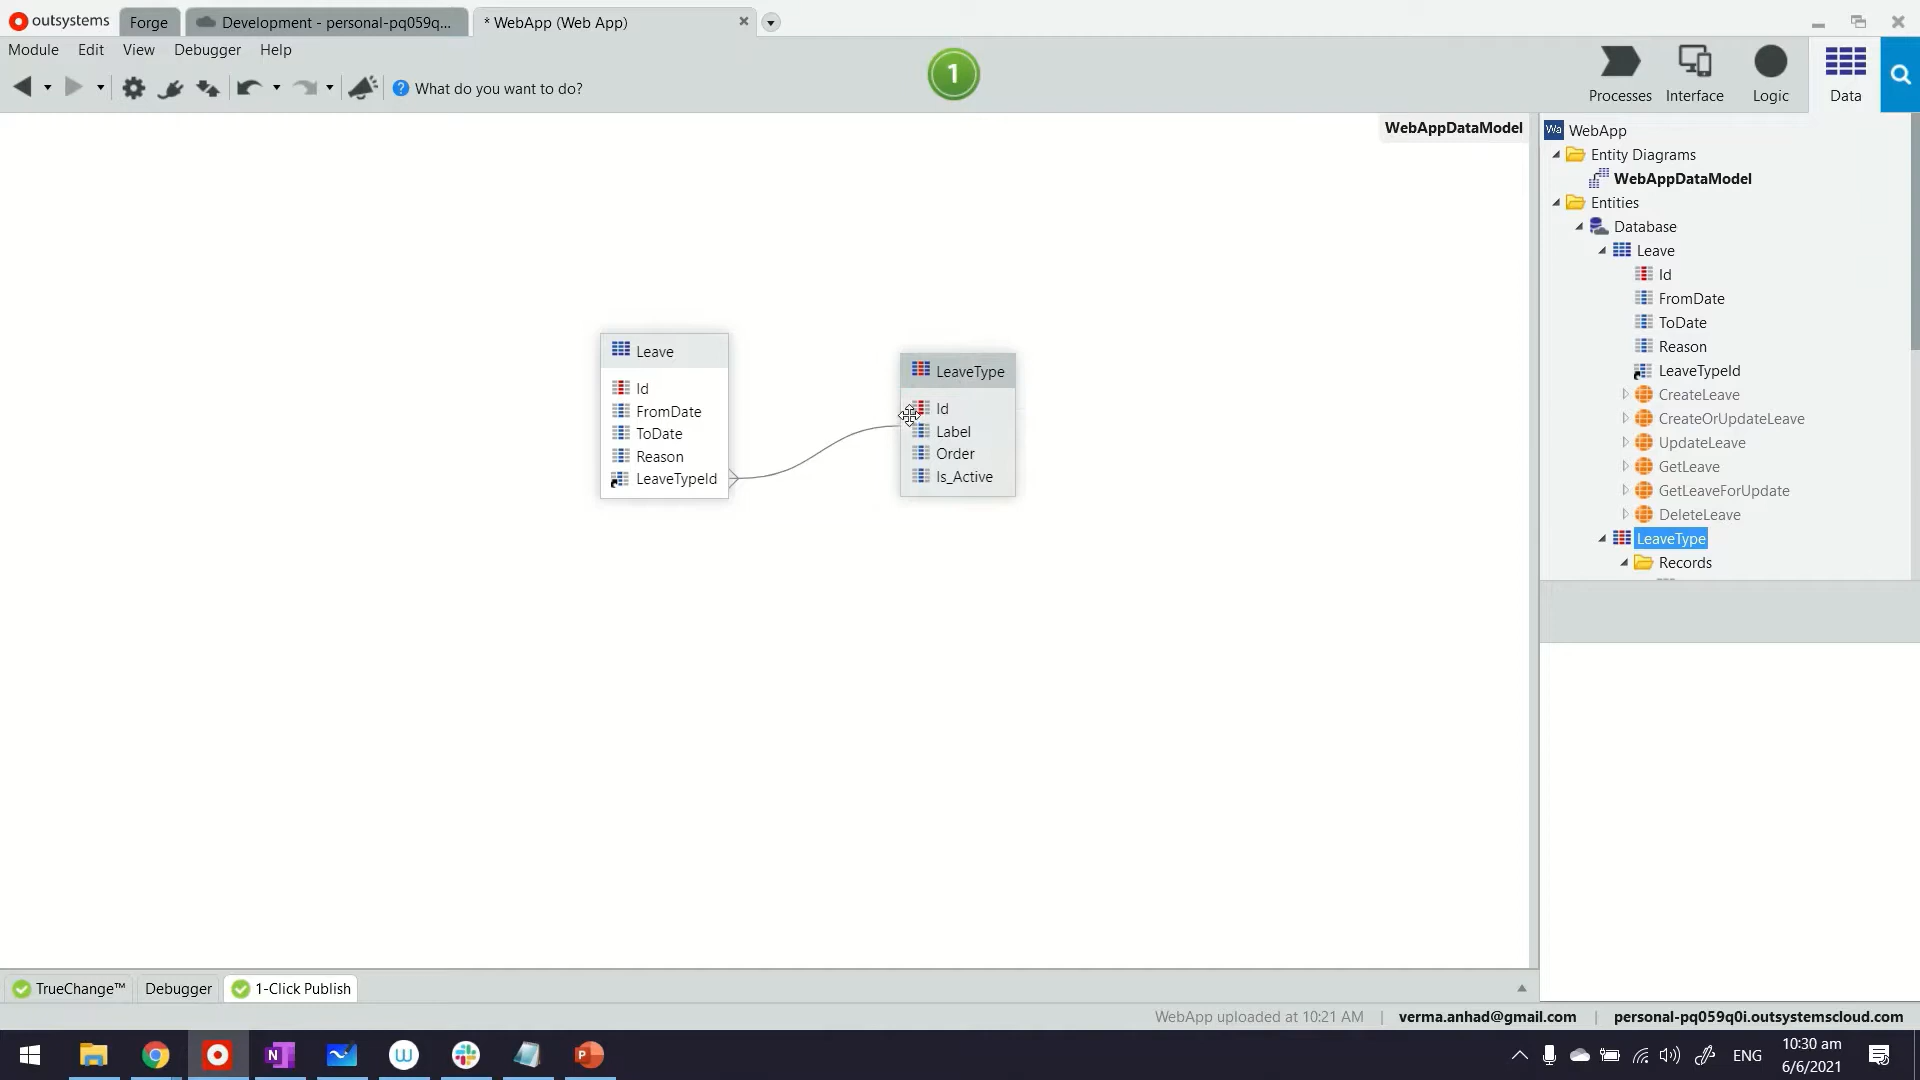 outsystems
Forge
Development - personal-pq059q...
* WebApp (Web App)
Module
Edit
View
Debugger
Help
What do you want to do?
1
Processes
Interface
Logic
Data
WebAppDataModel
Leave
Id
FromDate
ToDate
Reason
LeaveTypeId
LeaveType
Id
Label
Order
Is_Active
Wa WebApp
Entity Diagrams
WebAppDataModel
Entities
Database
Leave
Id
FromDate
ToDate
Reason
LeaveTypeId
CreateLeave
CreateOrUpdateLeave
UpdateLeave
GetLeave
GetLeaveForUpdate
DeleteLeave
LeaveType
Records
TrueChange™
Debugger
1-Click Publish
WebApp uploaded at 10:21 AM | verma.anhad@gmail.com | personal-pq059q0i.outsystemscloud.com
ENG
10:30 am
6/6/2021